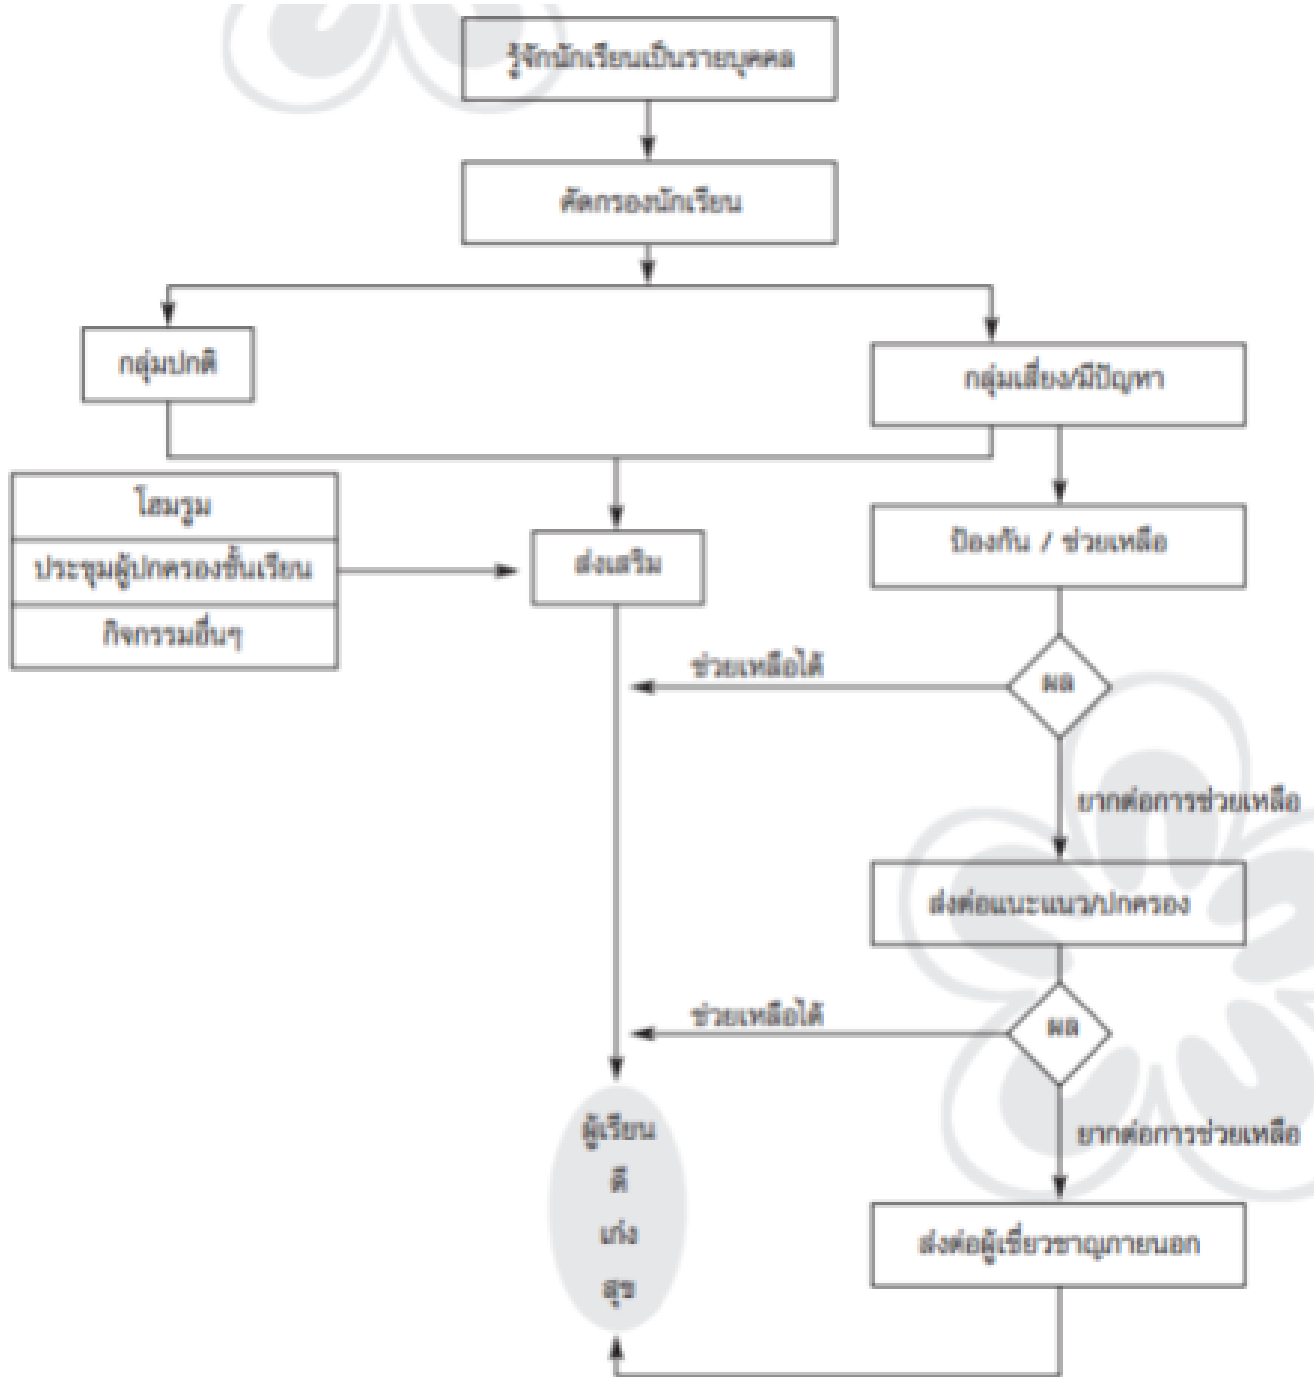 รู้จักนักเรียนเป็นรายบุคคล
คัดกรองนักเรียน
กลุ่มปกติ
กลุ่มเสี่ยง/มีปัญหา
โฮมรูม
ประชุมผู้ปกครองชั้นเรียน
กิจกรรมอื่นๆ
ส่งเสริม
ป้องกัน / ช่วยเหลือ
ช่วยเหลือได้
ผล
ยากต่อการช่วยเหลือ
ส่งต่อแนะแนว/ปกครอง
ช่วยเหลือได้
ผล
ยากต่อการช่วยเหลือ
ผู้เรียน
ดี
เก่ง
สุข
ส่งต่อผู้เชี่ยวชาญภายนอก